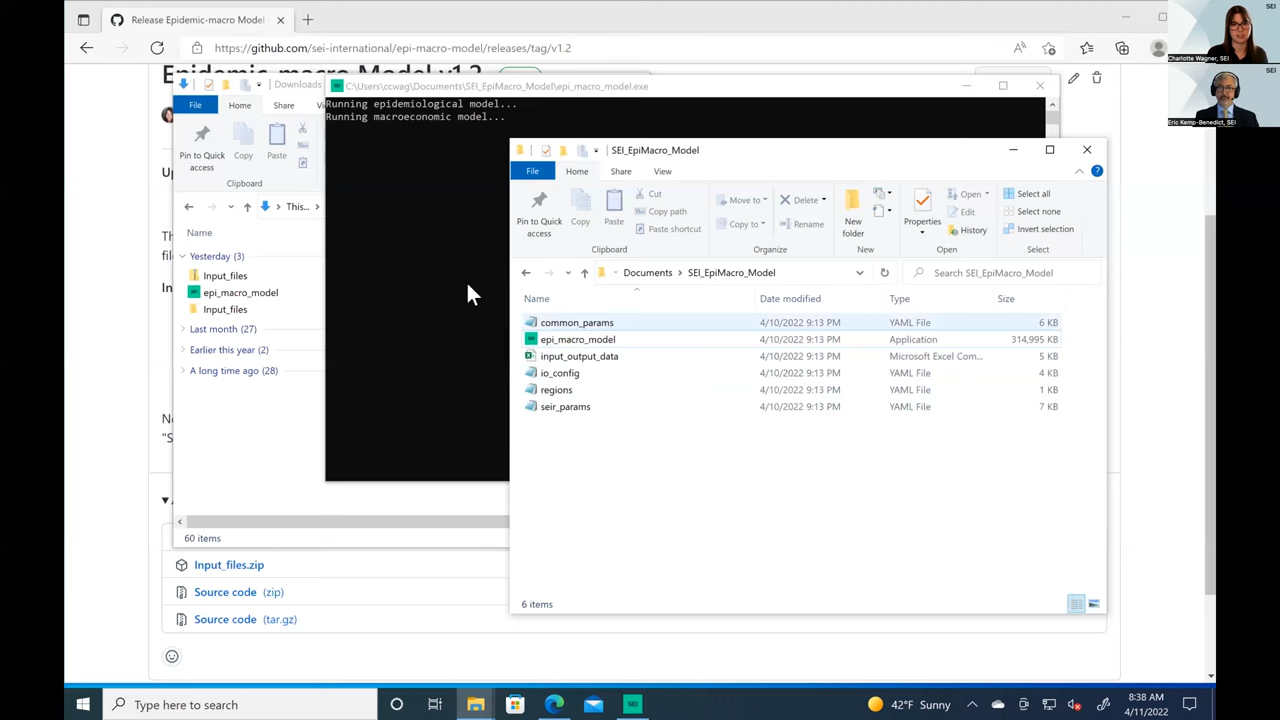 Release Epidemic-macro Model
https://github.com/sei-international/epi-macro-model/releases/tag/v1.2
SEI
Charlotte Wagner, SEI
SEI
Eric Kemp-Benedict, SEI
Epidemic-macro Model v1.2
Downloads
C:\Users\ccwag\Documents\SEI_EpiMacro_Model\epi_macro_model.exe
File Home Share
Running epidemiological model...
Running macroeconomic model...
Pin to Quick access
Copy
Paste
Clipboard
This...
Name
Yesterday (3)
Input_files
epi_macro_model
Input_files
Last month (27)
Earlier this year (2)
A long time ago (28)
60 items
SEI_EpiMacro_Model
File Home Share View
Pin to Quick access
Copy
Paste
Cut
Copy path
Paste shortcut
Clipboard
Move to
Copy to
Delete
Rename
Organize
New folder
New
Properties
Open
Edit
History
Open
Select all
Select none
Invert selection
Select
Documents SEI_EpiMacro_Model
Search SEI_EpiMacro_Model
Name Date modified Type Size
common_params 4/10/2022 9:13 PM YAML File 6 KB
epi_macro_model 4/10/2022 9:13 PM Application 314,995 KB
input_output_data 4/10/2022 9:13 PM Microsoft Excel Com... 5 KB
io_config 4/10/2022 9:13 PM YAML File 4 KB
regions 4/10/2022 9:13 PM YAML File 1 KB
seir_params 4/10/2022 9:13 PM YAML File 7 KB
6 items
Input_files.zip
Source code (zip)
Source code (tar.gz)
Type here to search
SEI
42°F Sunny
8:38 AM
4/11/2022